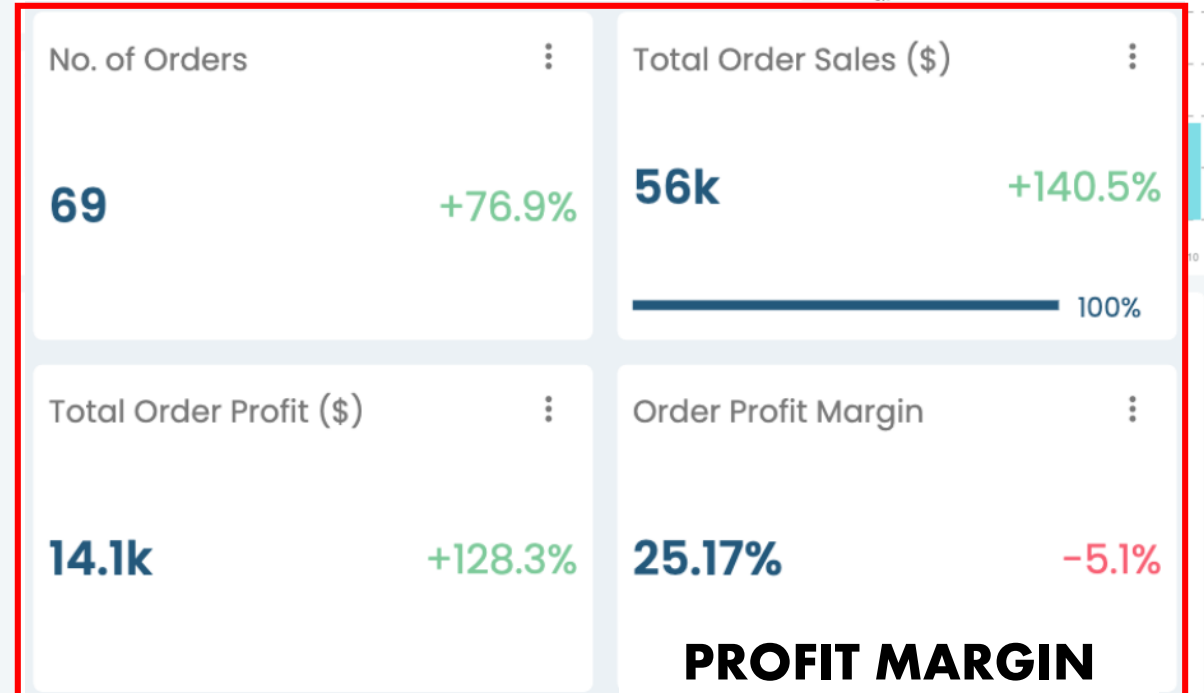 No. of Orders
69
+76.9%
Total Order Sales ($)
56k
+140.5%
100%
Total Order Profit ($)
14.1k
+128.3%
Order Profit Margin
25.17%
-5.1%
PROFIT MARGIN
10